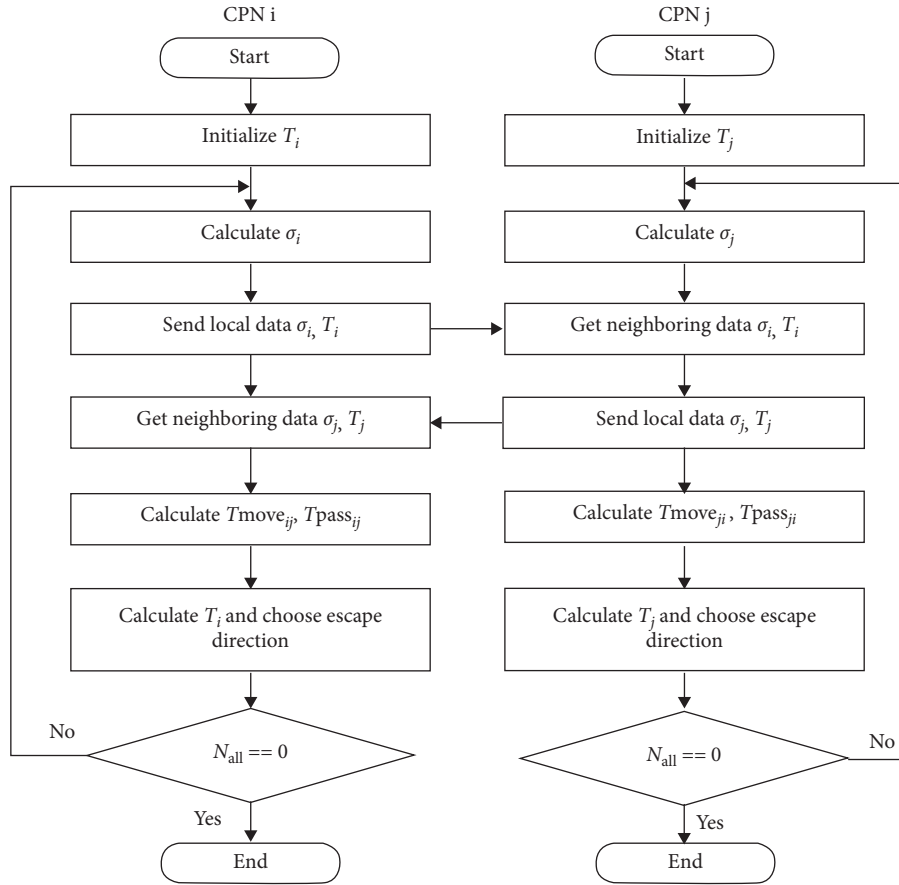 CPN i
Start
Initialize T_i
Calculate σ_i
Send local data σ_i, T_i
Get neighboring data σ_j, T_j
Calculate Tmove_ij, Tpass_ij
Calculate T_i and choose escape
direction
N_all == 0
No
Yes
End
CPN j
Start
Initialize T_j
Calculate σ_j
Get neighboring data σ_i, T_i
Send local data σ_j, T_j
Calculate Tmove_ji, Tpass_ji
Calculate T_j and choose escape
direction
N_all == 0
No
Yes
End